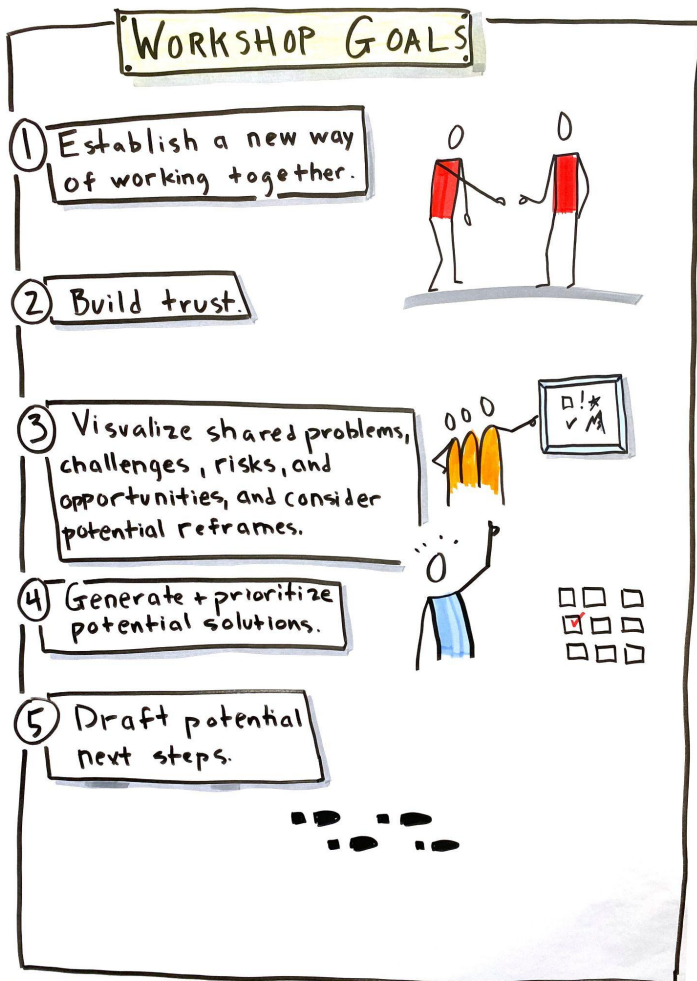 WORKSHOP GOALS
1 Establish a new way
of working together.
2 Build trust.
3 Visualize shared problems,
challenges, risks, and
opportunities, and consider
potential reframes.
4 Generate + prioritize
potential solutions.
5 Draft potential
next steps.